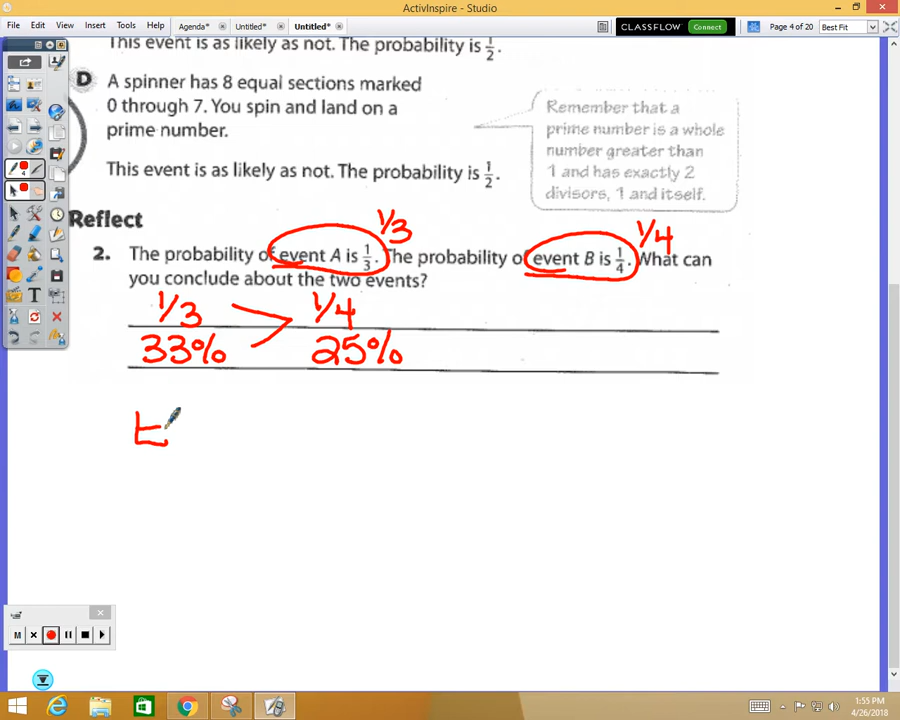 ActivInspire - Studio
File Edit View Insert Tools Help
Agenda* Untitled* Untitled*
CLASSFLOW Connect Page 4 of 20 Best Fit
This event is as likely as not. The probability is 1/2.
D A spinner has 8 equal sections marked
0 through 7. You spin and land on a
prime number.
Remember that a
prime number is a whole
number greater than
1 and has exactly 2
divisors, 1 and itself.
This event is as likely as not. The probability is 1/2.
Reflect
1/3 1/4
2. The probability of event A is 1/3. The probability of event B is 1/4. What can
you conclude about the two events?
1/3 > 1/4
33% 25%
E
4
T
M
1:55 PM
4/26/2018